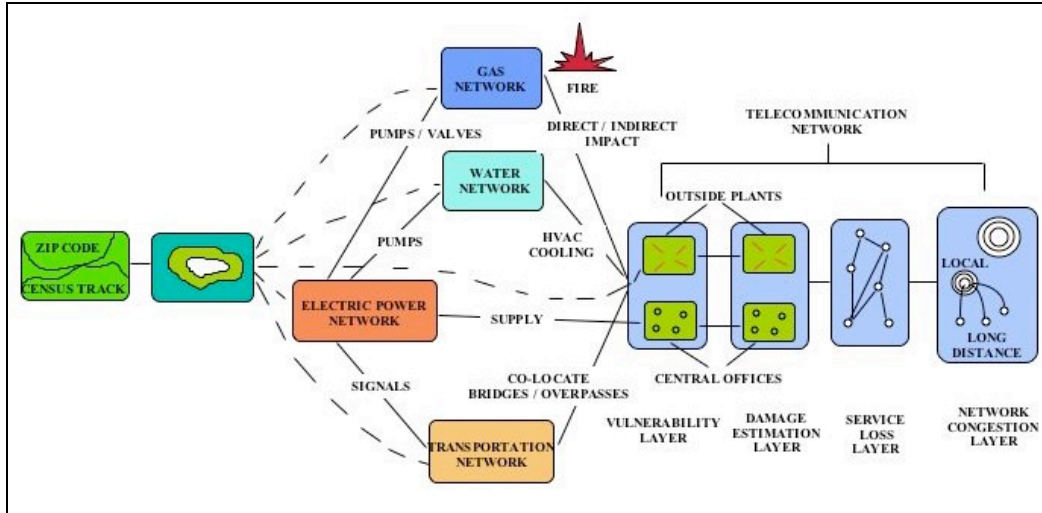 GAS
NETWORK
FIRE
PUMPS / VALVES
DIRECT / INDIRECT
IMPACT
TELECOMMUNICATION
NETWORK
WATER
NETWORK
OUTSIDE PLANTS
ZIP CODE
CENSUS TRACK
PUMPS
HVAC
COOLING
LOCAL
ELECTRIC POWER
NETWORK
SUPPLY
LONG
DISTANCE
SIGNALS
CO-LOCATE
BRIDGES / OVERPASSES
CENTRAL OFFICES
TRANSPORTATION
NETWORK
VULNERABILITY
LAYER
DAMAGE
ESTIMATION
LAYER
SERVICE
LOSS
LAYER
NETWORK
CONGESTION
LAYER